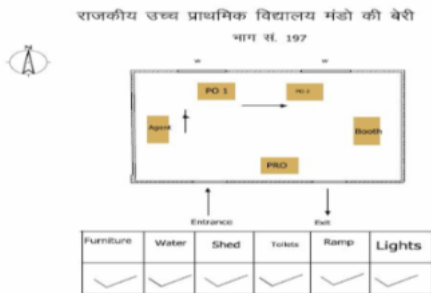 राजकीय उच्च प्राथमिक विद्यालय मंडो की बेरी
भाग सं. 197
N
W W
PO 1 PO 2
Agent Booth
PRO
Entrance Exit
Furniture Water Shed Toilets Ramp Lights